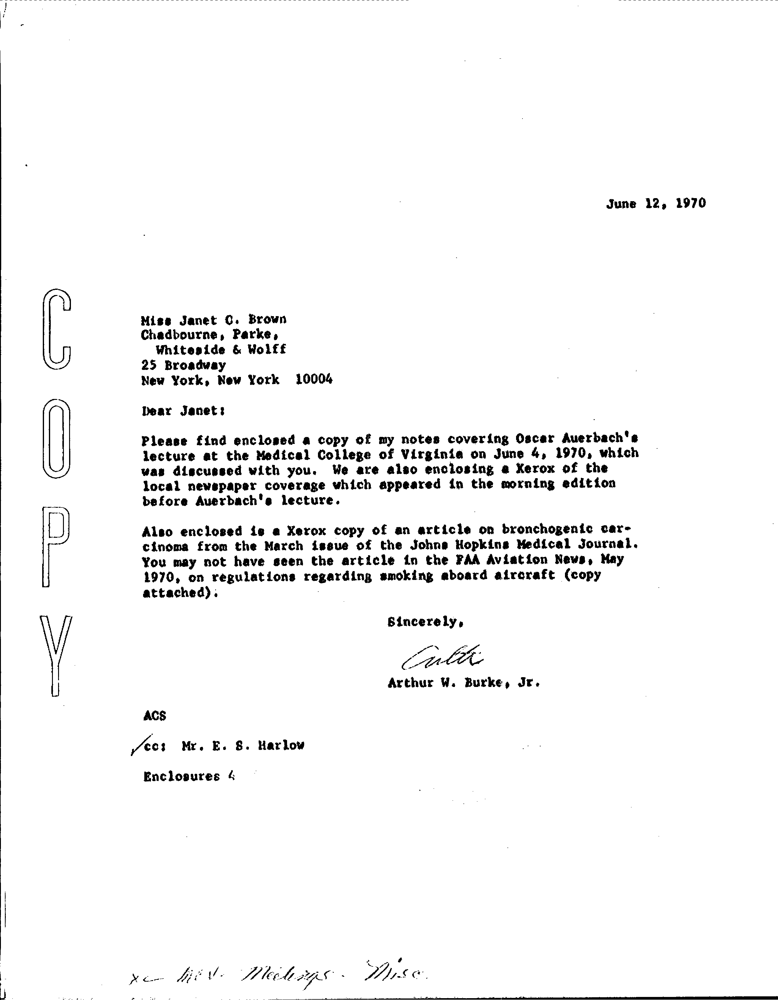 June 12, 1970
COPY
Miss Janet C. Brown
Chadbourne, Parke,
Whiteside & Wolff
25 Broadway
New York, New York 10004
Dear Janet:
Please find enclosed a copy of my notes covering Oscar Auerbach's
lecture at the Medical College of Virginia on June 4, 1970, which
was discussed with you. We are also enclosing a Xerox of the
local newspaper coverage which appeared in the morning edition
before Auerbach's lecture.
Also enclosed is a Xerox copy of an article on bronchogenic car-
cinoma from the March issue of the Johns Hopkins Medical Journal.
You may not have seen the article in the FAA Aviation News, May
1970, on regulations regarding smoking aboard aircraft (copy
attached).
Sincerely,
Arthur W. Burke, Jr.
ACS
cc: Mr. E. S. Harlow
Enclosures 4
Meetings - Misc.